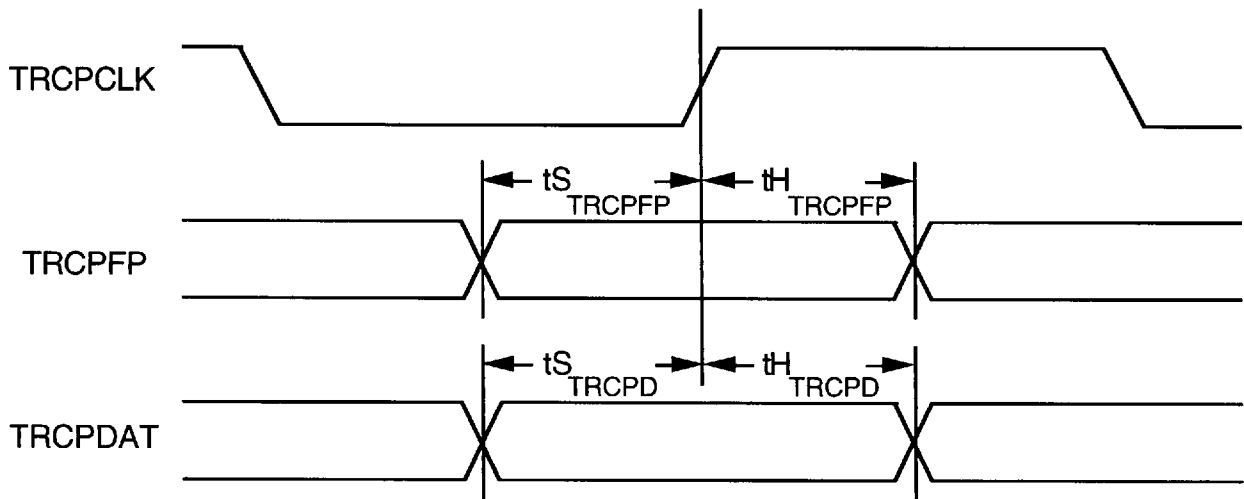 TRCPCLK
tS TRCPFP
tH TRCPFP
TRCPFP
tS TRCPD
tH TRCPD
TRCPDAT